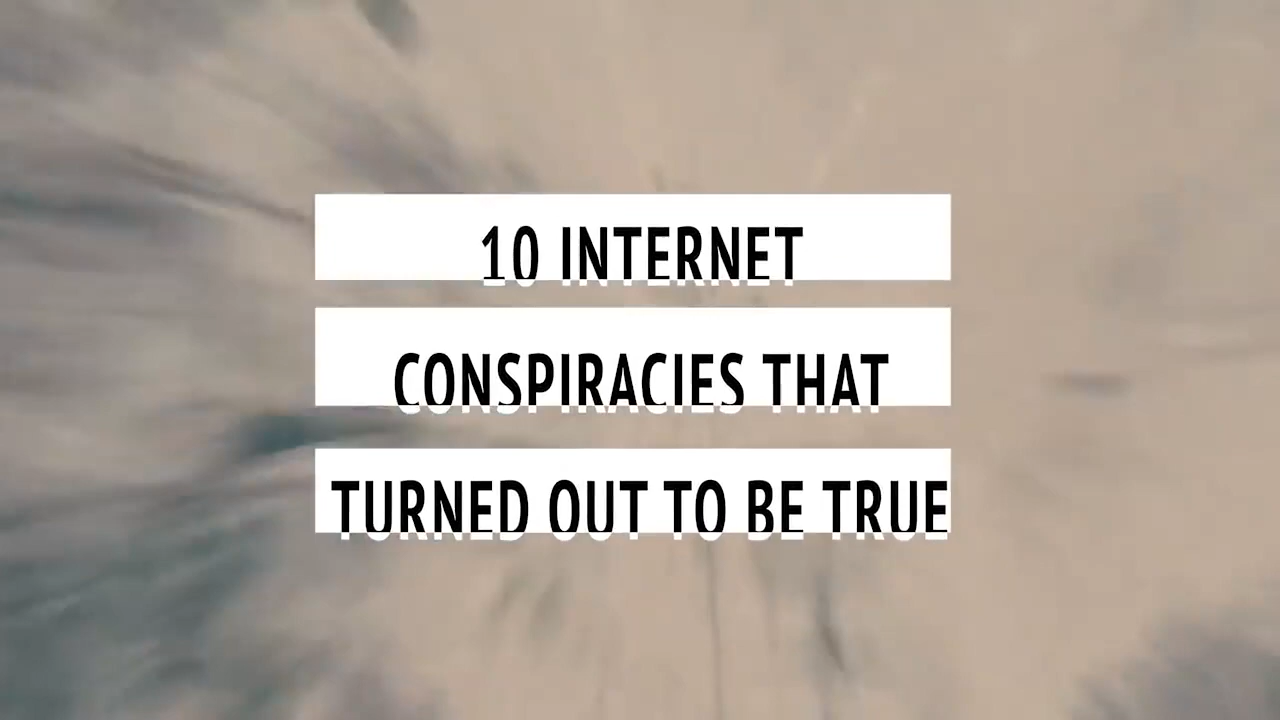 10 INTERNET
CONSPIRACIES THAT
TURNED OUT TO BE TRUE